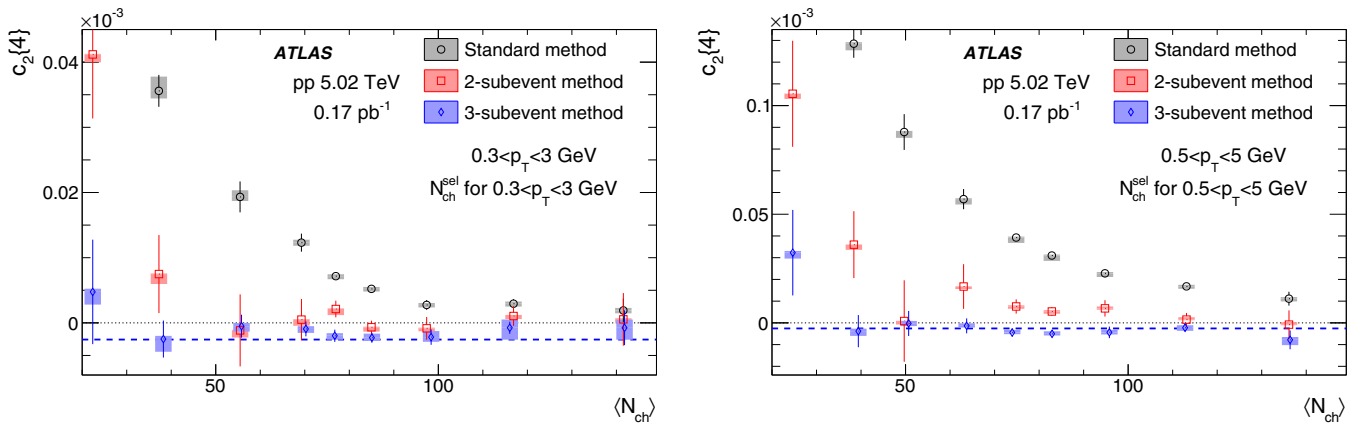 ×10⁻³
c₂{4}
0.04
0.02
0
50
100
⟨N_ch⟩
ATLAS
pp 5.02 TeV
0.17 pb⁻¹
Standard method
2-subevent method
3-subevent method
0.3<p_T<3 GeV
N_ch^sel for 0.3<p_T<3 GeV
×10⁻³
c₂{4}
0.1
0.05
0
50
100
⟨N_ch⟩
ATLAS
pp 5.02 TeV
0.17 pb⁻¹
Standard method
2-subevent method
3-subevent method
0.5<p_T<5 GeV
N_ch^sel for 0.5<p_T<5 GeV